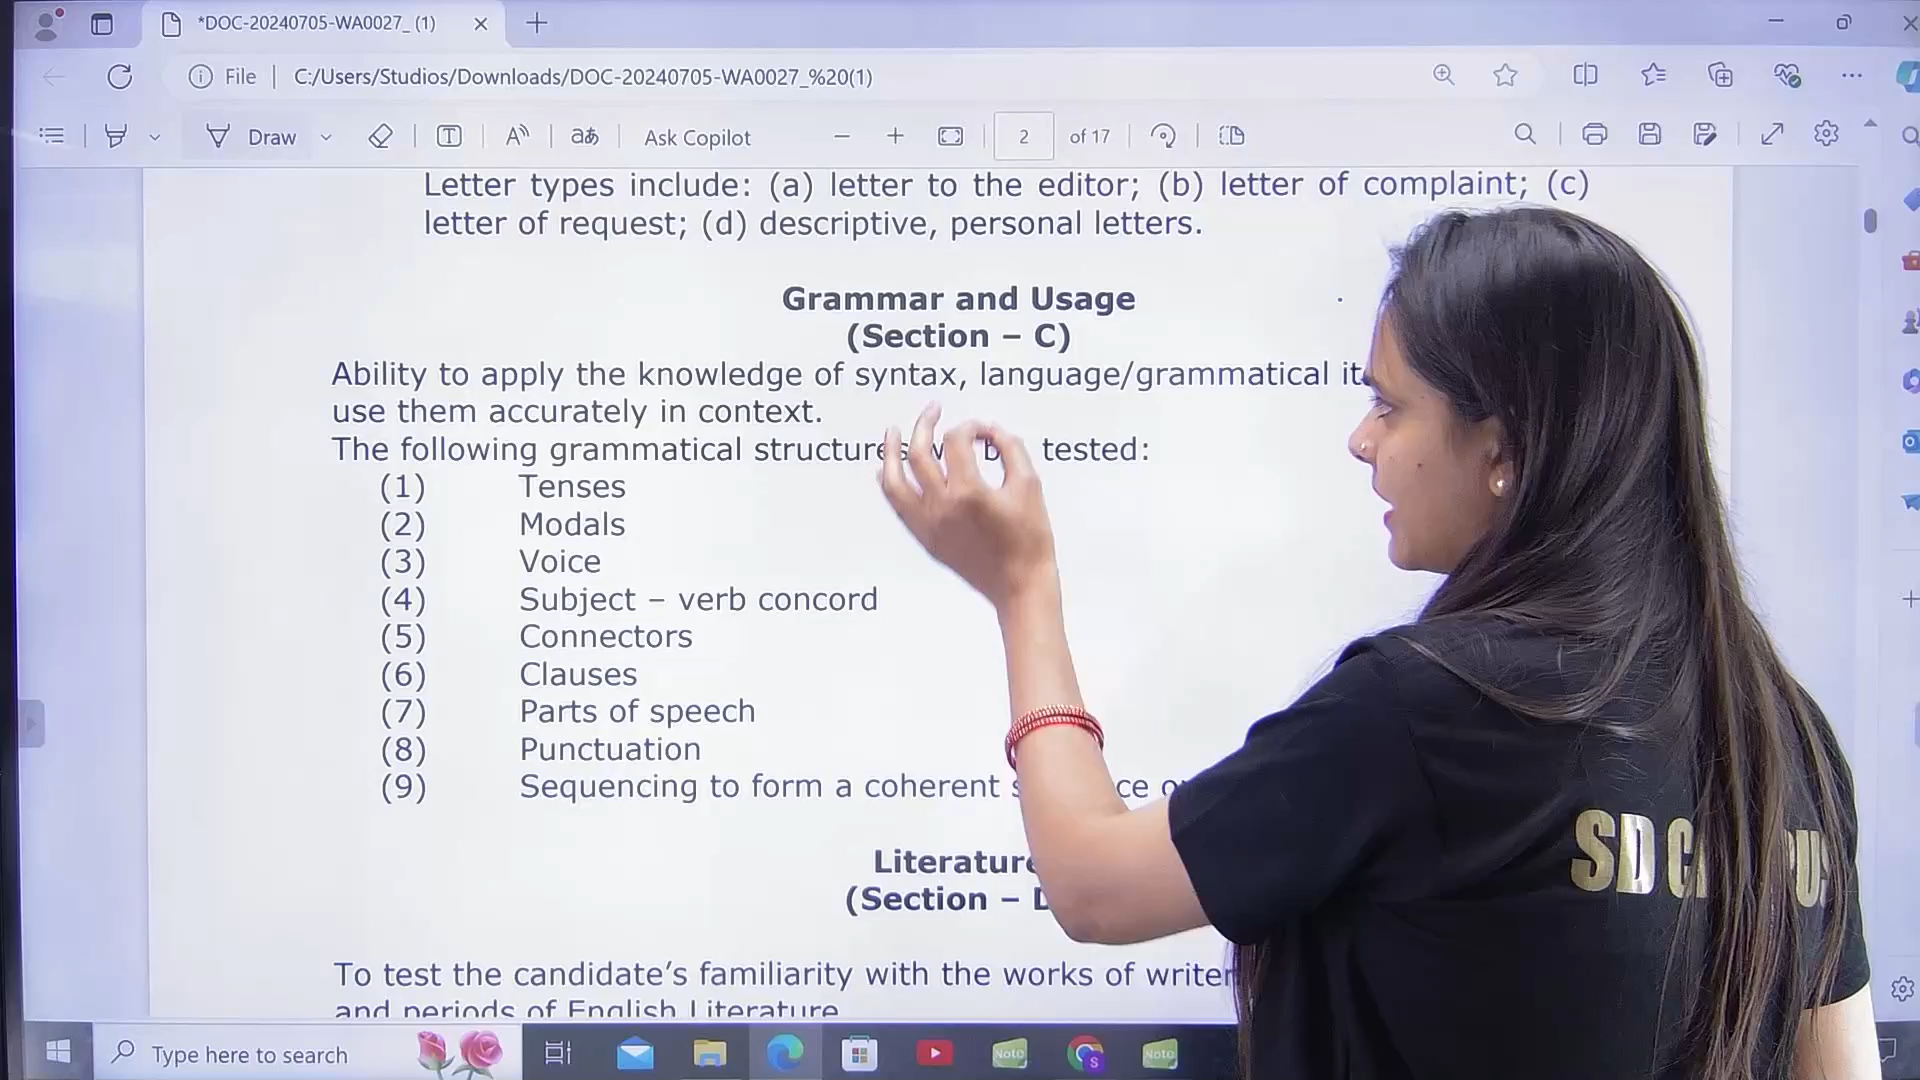 *DOC-20240705-WA0027_ (1)
File
C:/Users/Studios/Downloads/DOC-20240705-WA0027_%20(1)
Draw
Ask Copilot
2 of 17
Letter types include: (a) letter to the editor; (b) letter of complaint; (c)
letter of request; (d) descriptive, personal letters.
Grammar and Usage
(Section – C)
Ability to apply the knowledge of syntax, language/grammatical
use them accurately in context.
The following grammatical structures tested:
(1) Tenses
(2) Modals
(3) Voice
(4) Subject – verb concord
(5) Connectors
(6) Clauses
(7) Parts of speech
(8) Punctuation
(9) Sequencing to form a coherent
Literature
(Section – D
To test the candidate's familiarity with the works of
and periods of English Literature
SD
Type here to search
Note
Note